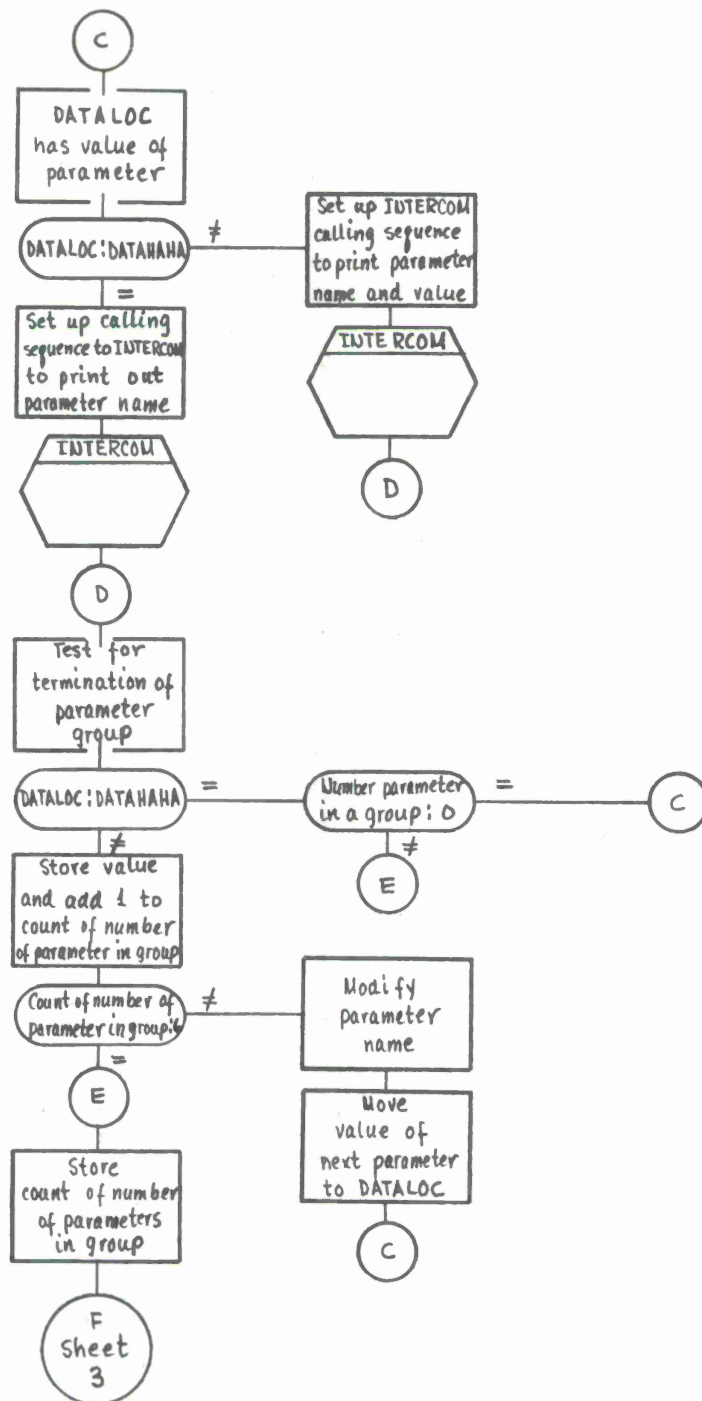 C
DATALOC
has value of
parameter
DATALOC:DATAHAHA
≠
Set up INTERCOM
calling sequence
to print parameter
name and value
INTERCOM
D
=
Set up calling
sequence to INTERCOM
to print out
parameter name
INTERCOM
D
Test for
termination of
parameter
group
DATALOC:DATAHAHA
=
Number parameter
in a group: 0
=
C
≠
E
≠
Store value
and add 1 to
count of number
of parameter in group
Count of number of
parameter in group:6
≠
Modify
parameter
name
Move
value of
next parameter
to DATALOC
C
=
E
Store
count of number
of parameters
in group
F
Sheet
3